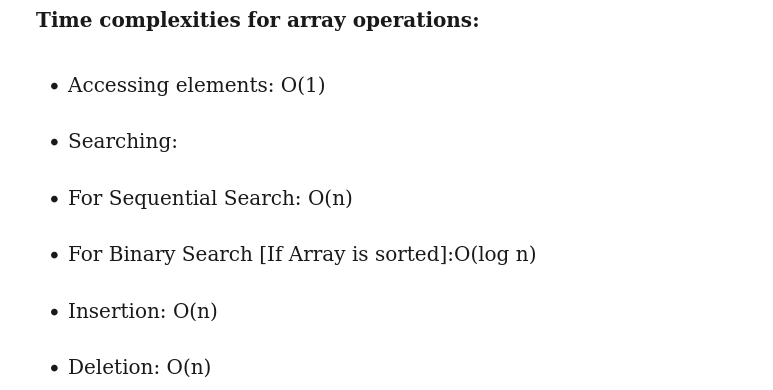 Time complexities for array operations:
• Accessing elements: O(1)
• Searching:
• For Sequential Search: O(n)
• For Binary Search [If Array is sorted]:O(log n)
• Insertion: O(n)
• Deletion: O(n)